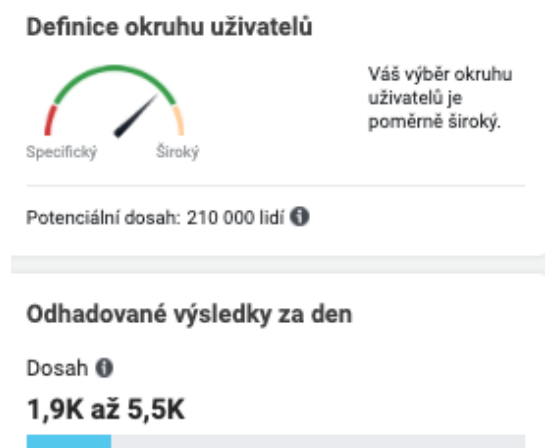 Definice okruhu uživatelů
Váš výběr okruhu
uživatelů je
poměrně široký.
Specifický Široký
Potenciální dosah: 210 000 lidí
Odhadované výsledky za den
Dosah
1,9K až 5,5K